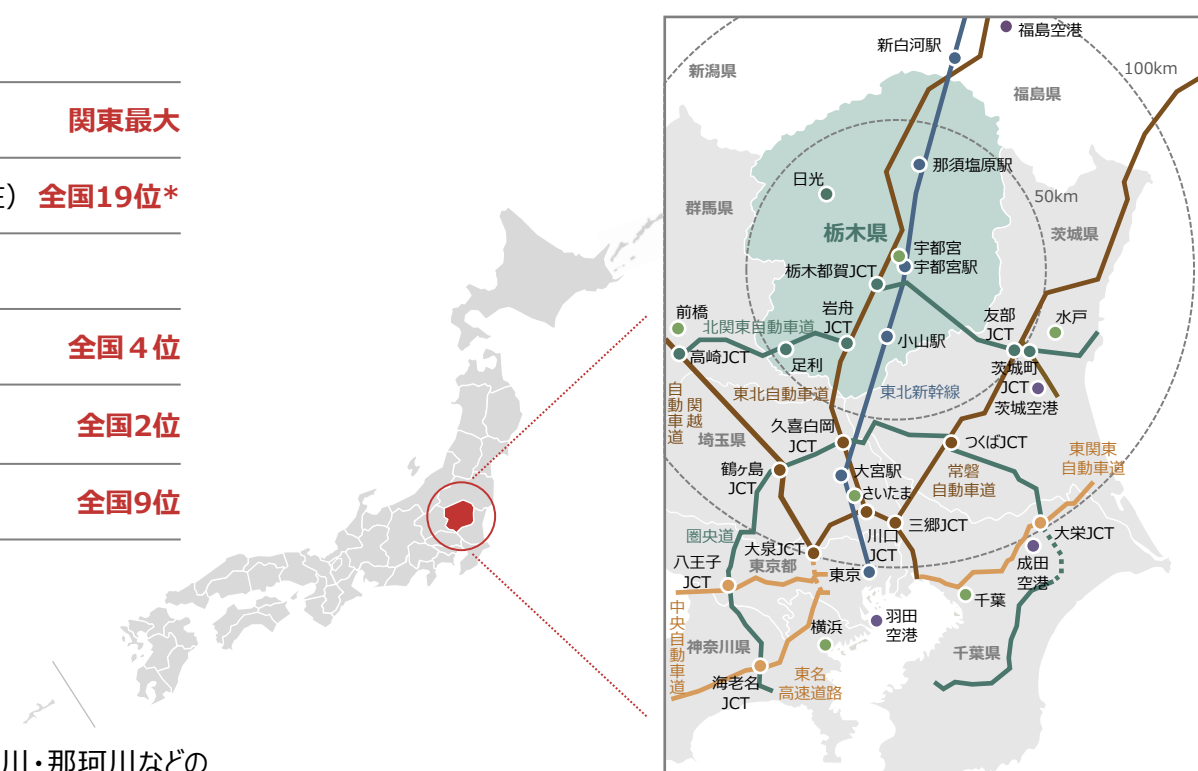 関東最大
) 全国19位*
全国４位
全国2位
全国9位
川・那珂川などの
福島空港
新白河駅
新潟県
100km
福島県
那須塩原駅
日光
50km
群馬県
栃木県
茨城県
宇都宮
宇都宮駅
栃木都賀JCT
前橋
岩舟
JCT
友部
JCT
水戸
北関東自動車道
小山駅
高崎JCT
足利
茨城町
JCT
茨城空港
関越
自動車道
東北自動車道
東北新幹線
久喜白岡
JCT
埼玉県
つくばJCT
東関東
自動車道
鶴ヶ島
JCT
大宮駅
さいたま
常磐
自動車道
三郷JCT
川口
JCT
圏央道
大泉JCT
大栄JCT
八王子
JCT
東京都
東京
成田
空港
千葉
中央自動車道
横浜
羽田
空港
神奈川県
千葉県
海老名
JCT
東名
高速道路